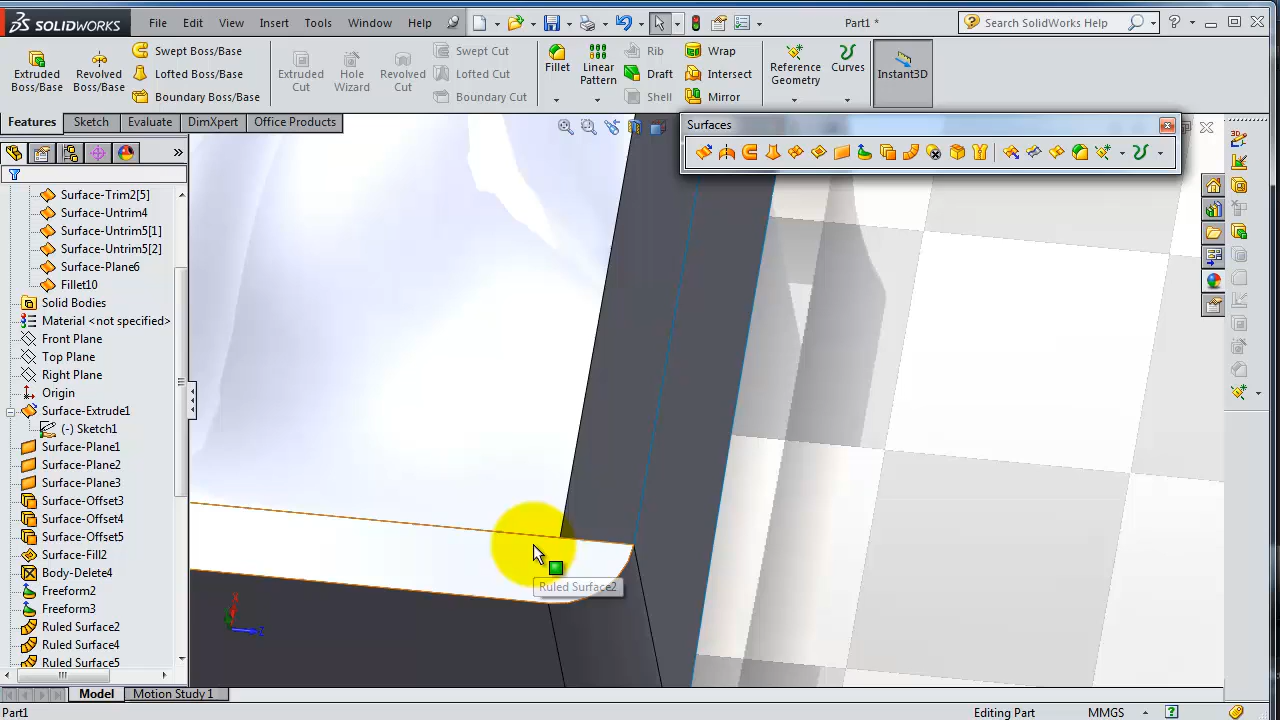 SOLIDWORKS
File Edit View Insert Tools Window Help
Part1 *
Search SolidWorks Help
Extruded Boss/Base
Revolved Boss/Base
Swept Boss/Base
Lofted Boss/Base
Boundary Boss/Base
Extruded Cut
Hole Wizard
Revolved Cut
Swept Cut
Lofted Cut
Boundary Cut
Fillet
Linear Pattern
Rib
Draft
Shell
Wrap
Intersect
Mirror
Reference Geometry
Curves
Instant3D
Features Sketch Evaluate DimXpert Office Products
Surfaces
Surface-Trim2[5]
Surface-Untrim4
Surface-Untrim5[1]
Surface-Untrim5[2]
Surface-Plane6
Fillet10
Solid Bodies
Material <not specified>
Front Plane
Top Plane
Right Plane
Origin
Surface-Extrude1
(-) Sketch1
Surface-Plane1
Surface-Plane2
Surface-Plane3
Surface-Offset3
Surface-Offset4
Surface-Offset5
Surface-Fill2
Body-Delete4
Freeform2
Freeform3
Ruled Surface2
Ruled Surface4
Ruled Surface5
Ruled Surface2
Model Motion Study 1
Part1
Editing Part
MMGS